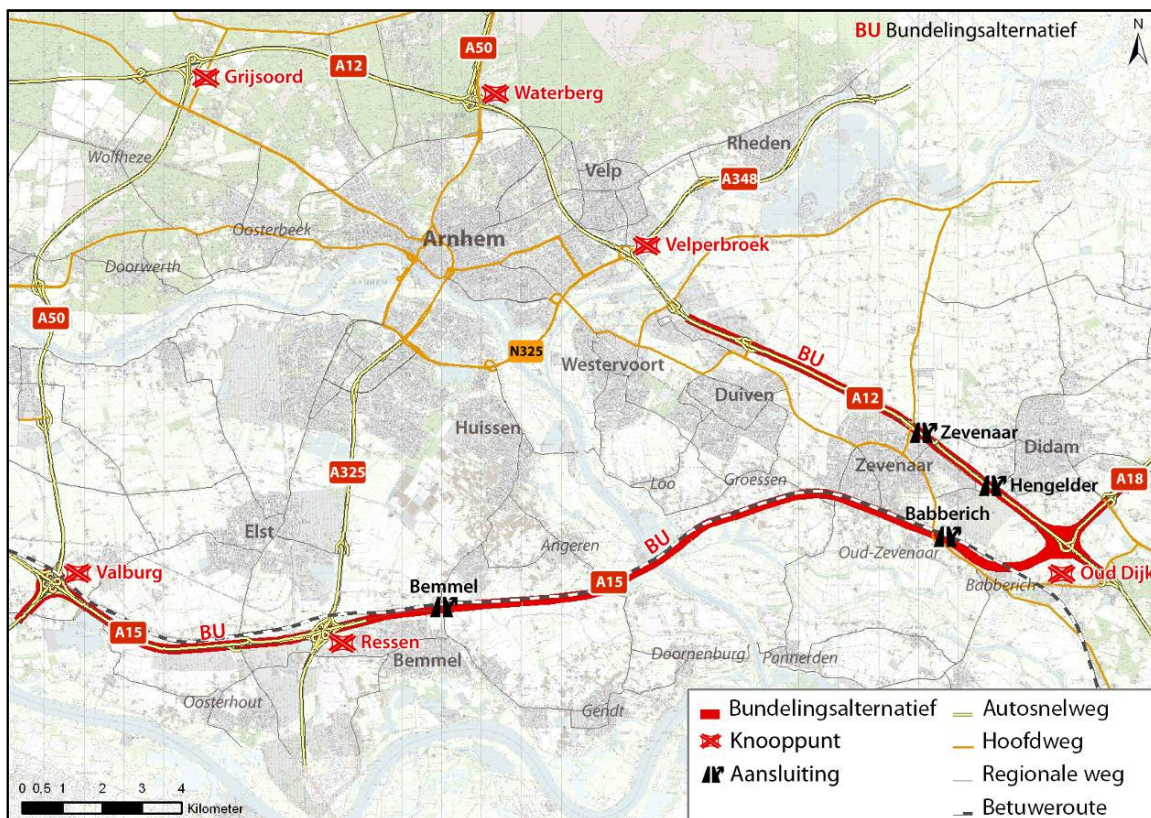 BU Bundelingsalternatief
N
A50
A12
Grijsoord
Waterberg
Wolfheze
Rheden
Velp
A348
Oosterbeek
Arnhem
Velperbroek
Doorwerth
ARNHEM
A50
N325
Westervoort
BU
Duiven
A12
Huissen
Zevenaar
Didam
A325
Zevenaar
Loo
Groessen
Hengelder
A18
Babberich
Elst
Angeren
BU
Oud-Zevenaar
Valburg
Bemmel
A15
Babberich
Oud Dijk
A15
BU
Ressen
Bemmel
Doornenburg
Pannerden
Oosterhout
Gendt
Bundelingsalternatief
Knooppunt
Aansluiting
Autosnelweg
Hoofdweg
Regionale weg
Betuweroute
0 0,5 1 2 3 4
Kilometer